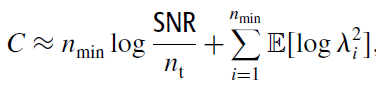 C ≈ n_min log SNR/n_t + ∑_{i=1}^{n_min} 𝔼[log λ_i^2],